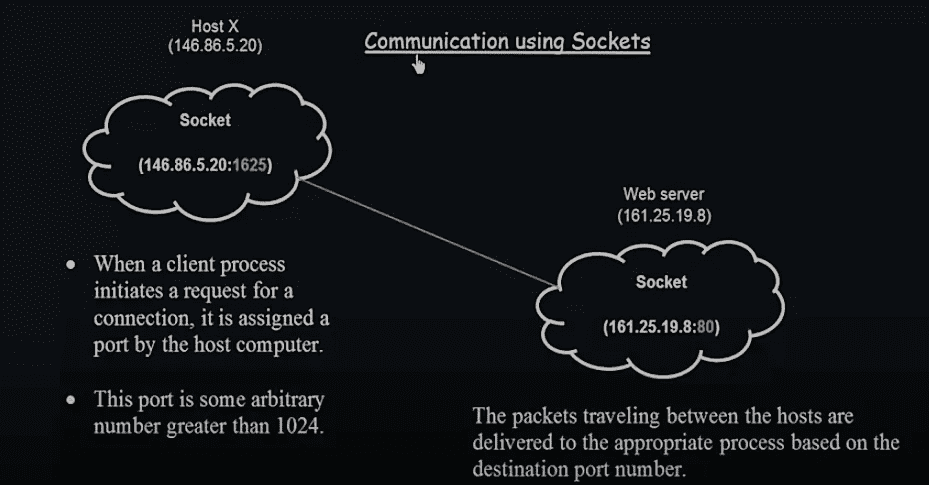 Host X
(146.86.5.20)
Communication using Sockets
Socket
(146.86.5.20:1625)
Web server
(161.25.19.8)
Socket
(161.25.19.8:80)
• When a client process
initiates a request for a
connection, it is assigned a
port by the host computer.
• This port is some arbitrary
number greater than 1024.
The packets traveling between the hosts are
delivered to the appropriate process based on the
destination port number.